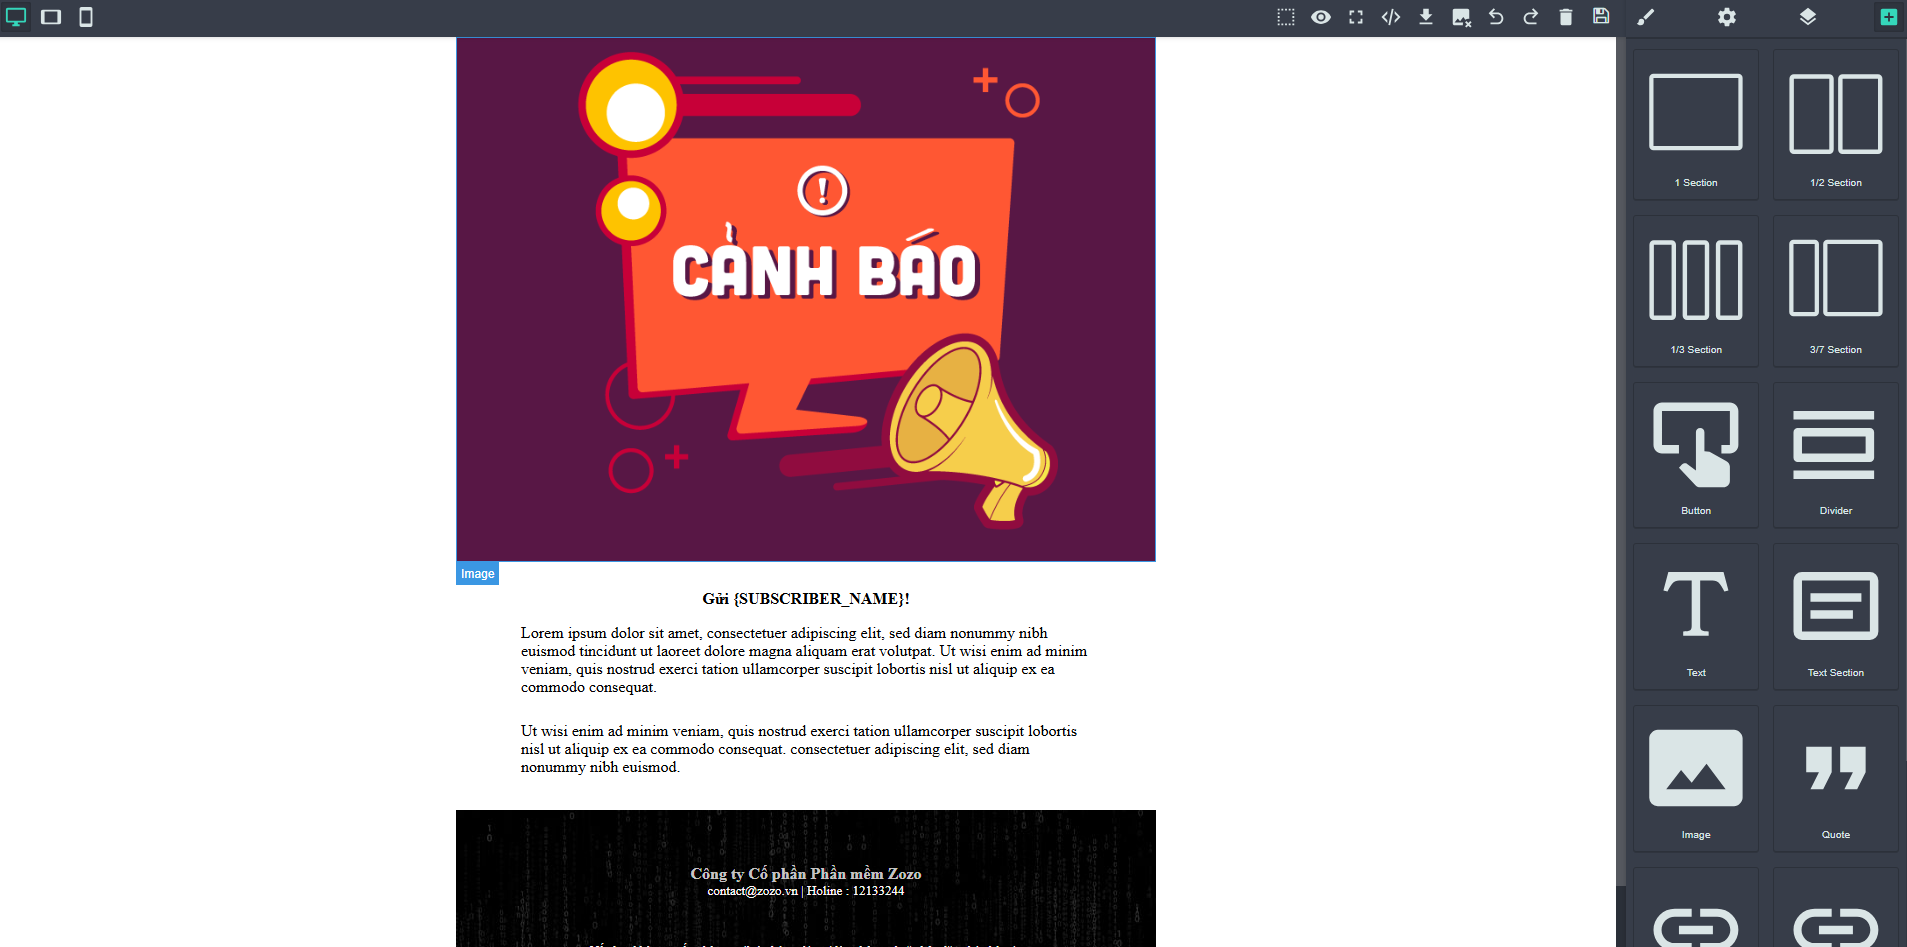 CẢNH BÁO
Image
Gửi {SUBSCRIBER_NAME}!
Lorem ipsum dolor sit amet, consectetuer adipiscing elit, sed diam nonummy nibh
euismod tincidunt ut laoreet dolore magna aliquam erat volutpat. Ut wisi enim ad minim
veniam, quis nostrud exerci tation ullamcorper suscipit lobortis nisl ut aliquip ex ea
commodo consequat.
Ut wisi enim ad minim veniam, quis nostrud exerci tation ullamcorper suscipit lobortis
nisl ut aliquip ex ea commodo consequat. consectetuer adipiscing elit, sed diam
nonummy nibh euismod.
Công ty Cổ phần Phần mềm Zozo
contact@zozo.vn | Holine : 12133244
1 Section
1/2 Section
1/3 Section
3/7 Section
Button
Divider
Text
Text Section
Image
Quote